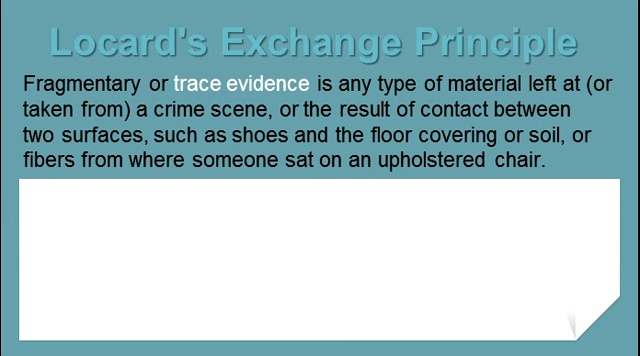 Locard's Exchange Principle
Fragmentary or trace evidence is any type of material left at (or
taken from) a crime scene, or the result of contact between
two surfaces, such as shoes and the floor covering or soil, or
fibers from where someone sat on an upholstered chair.